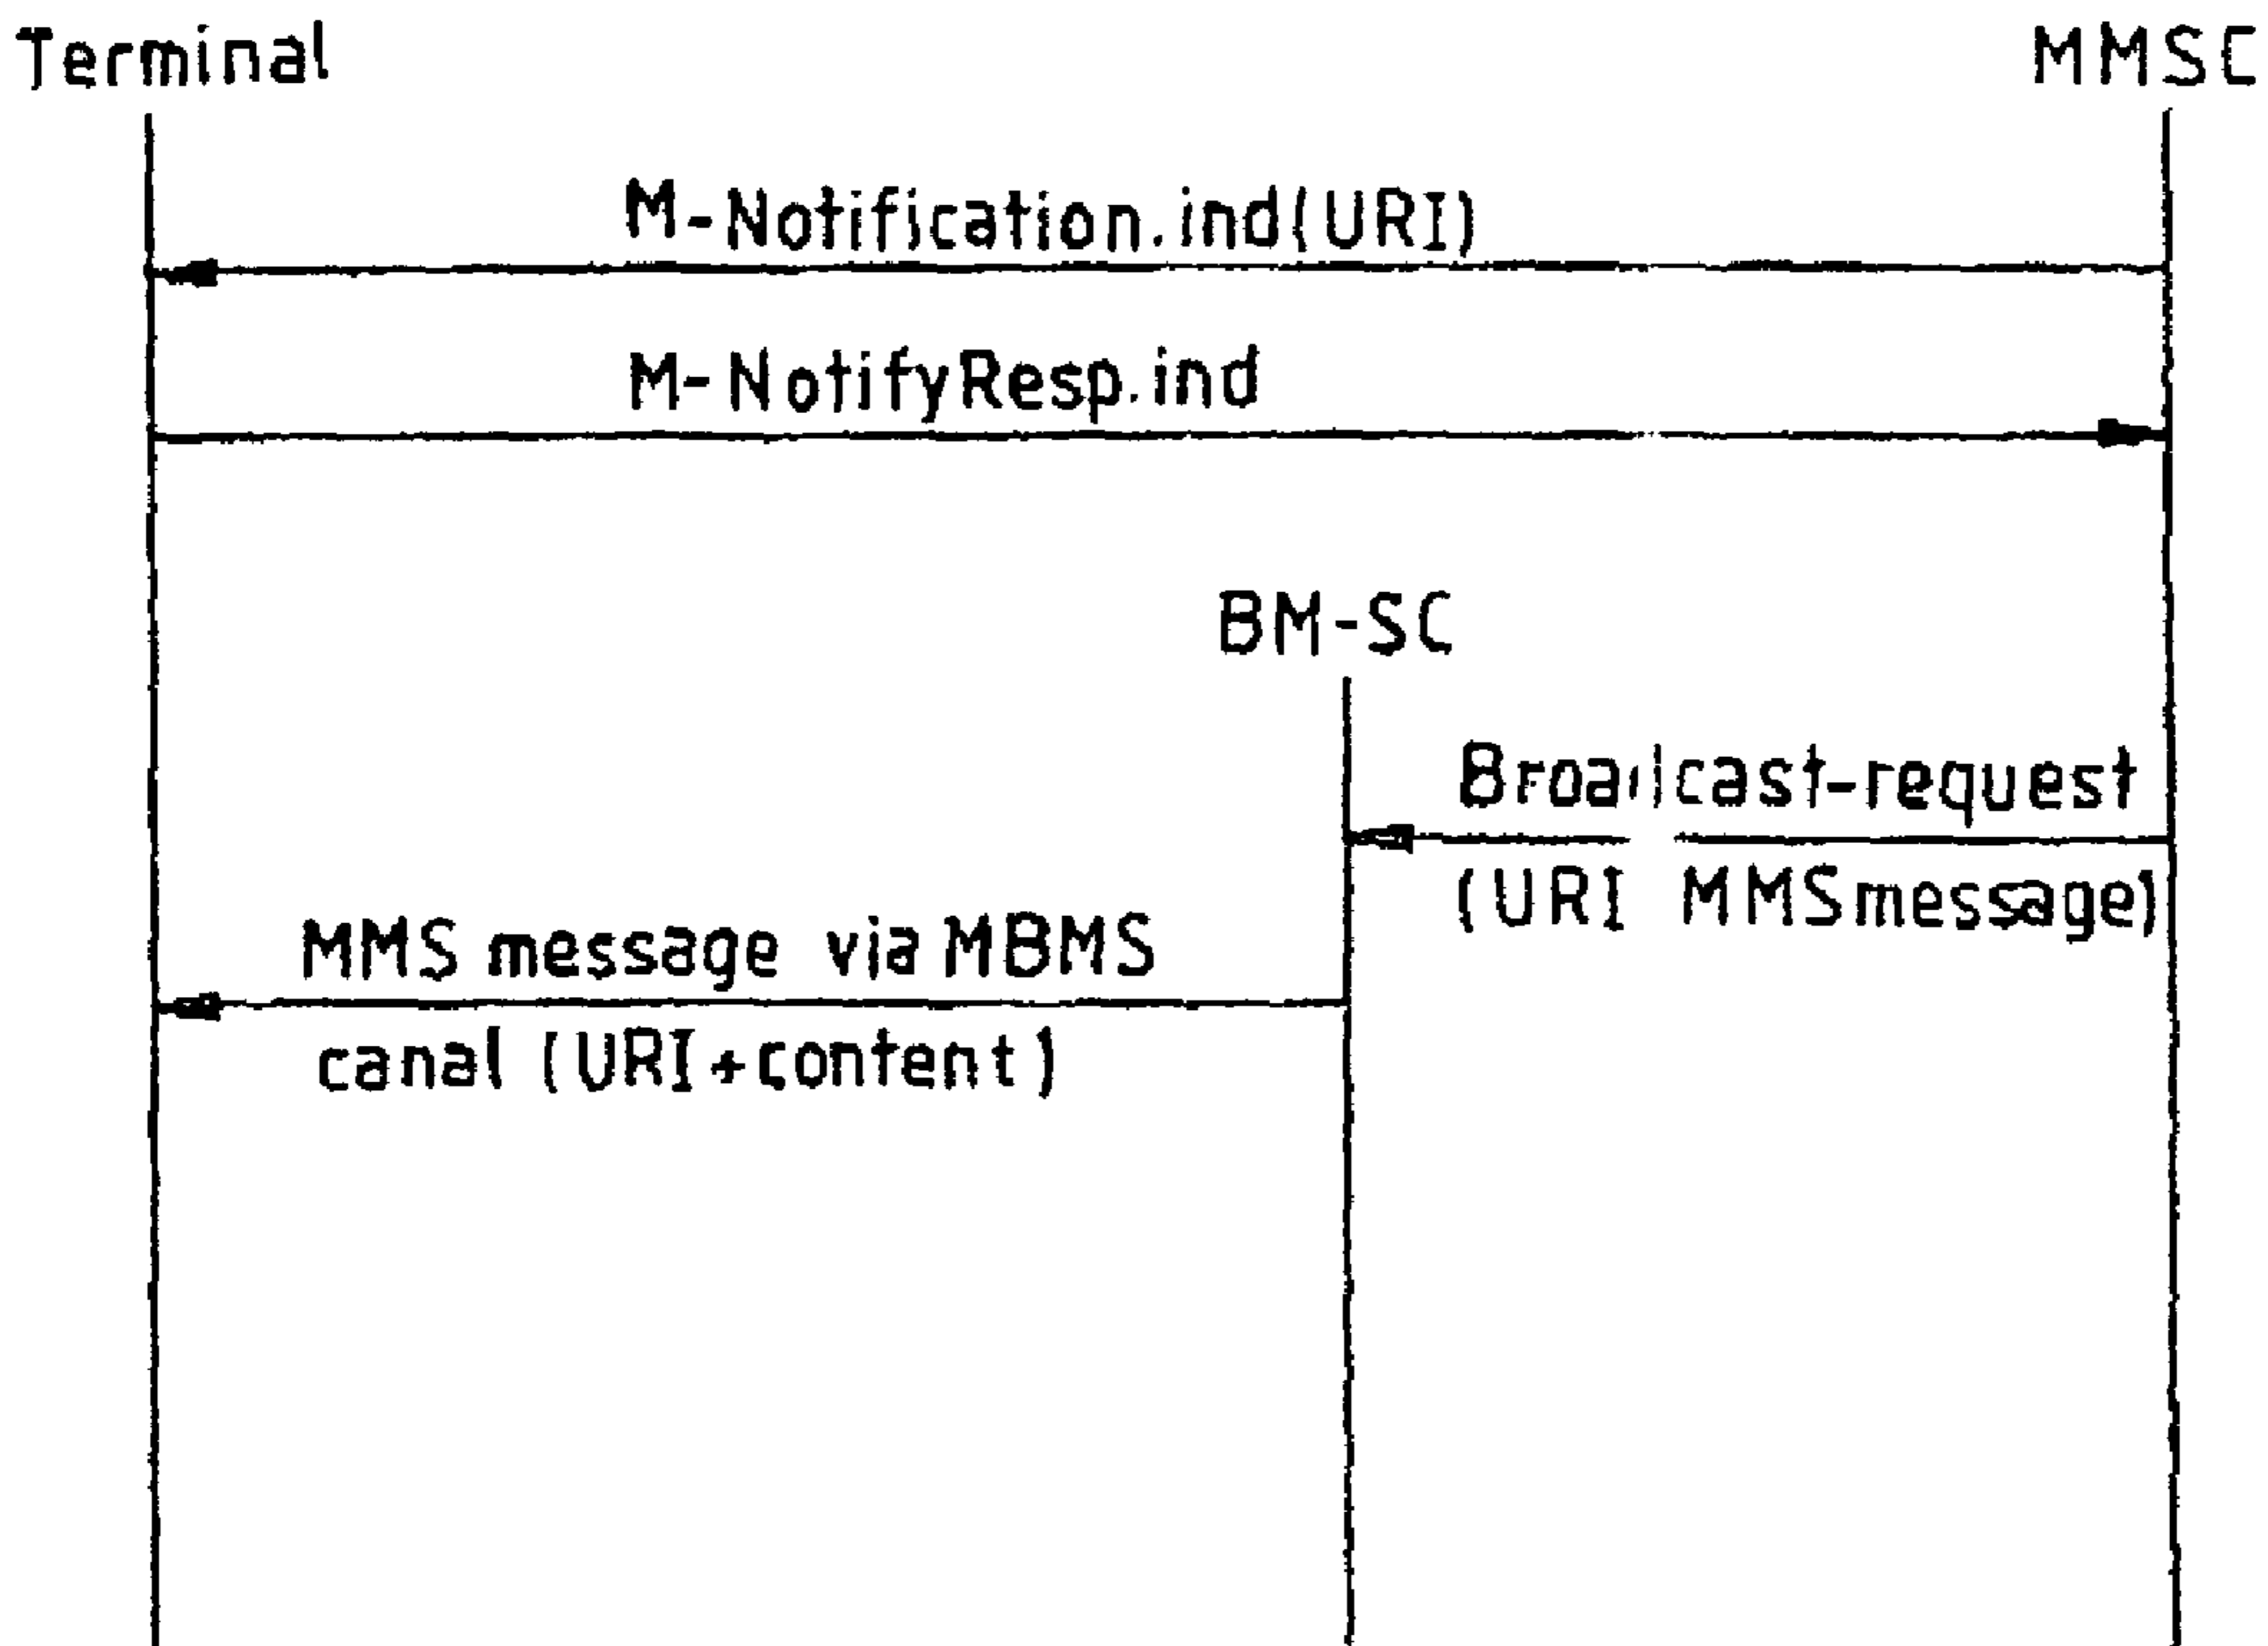 Terminal
MMSC
M-Notification.ind(URI)
M-NotifyResp.ind
BM-SC
Broadcast-request
(URI MMSmessage)
MMS message via MBMS
canal (URI+content)